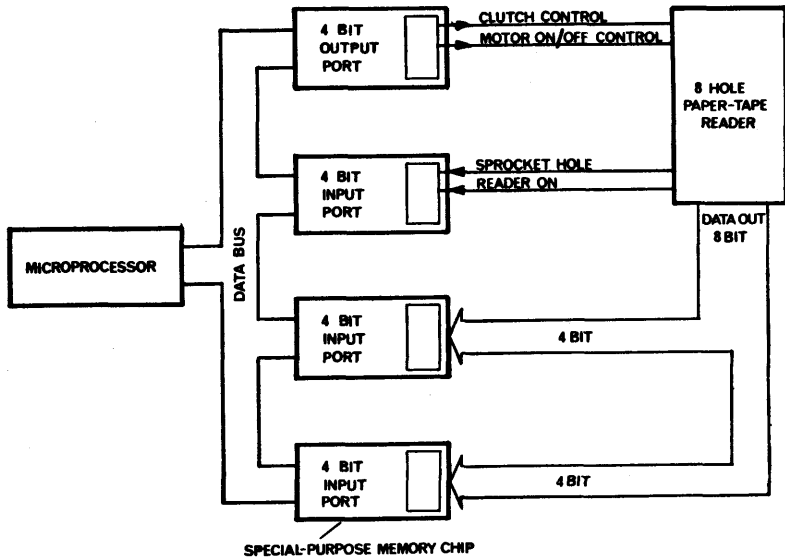 4 BIT
OUTPUT
PORT
CLUTCH CONTROL
MOTOR ON/OFF CONTROL
8 HOLE
PAPER-TAPE
READER
4 BIT
INPUT
PORT
SPROCKET HOLE
READER ON
DATA OUT
8 BIT
MICROPROCESSOR
DATA BUS
4 BIT
INPUT
PORT
4 BIT
4 BIT
INPUT
PORT
4 BIT
SPECIAL-PURPOSE MEMORY CHIP